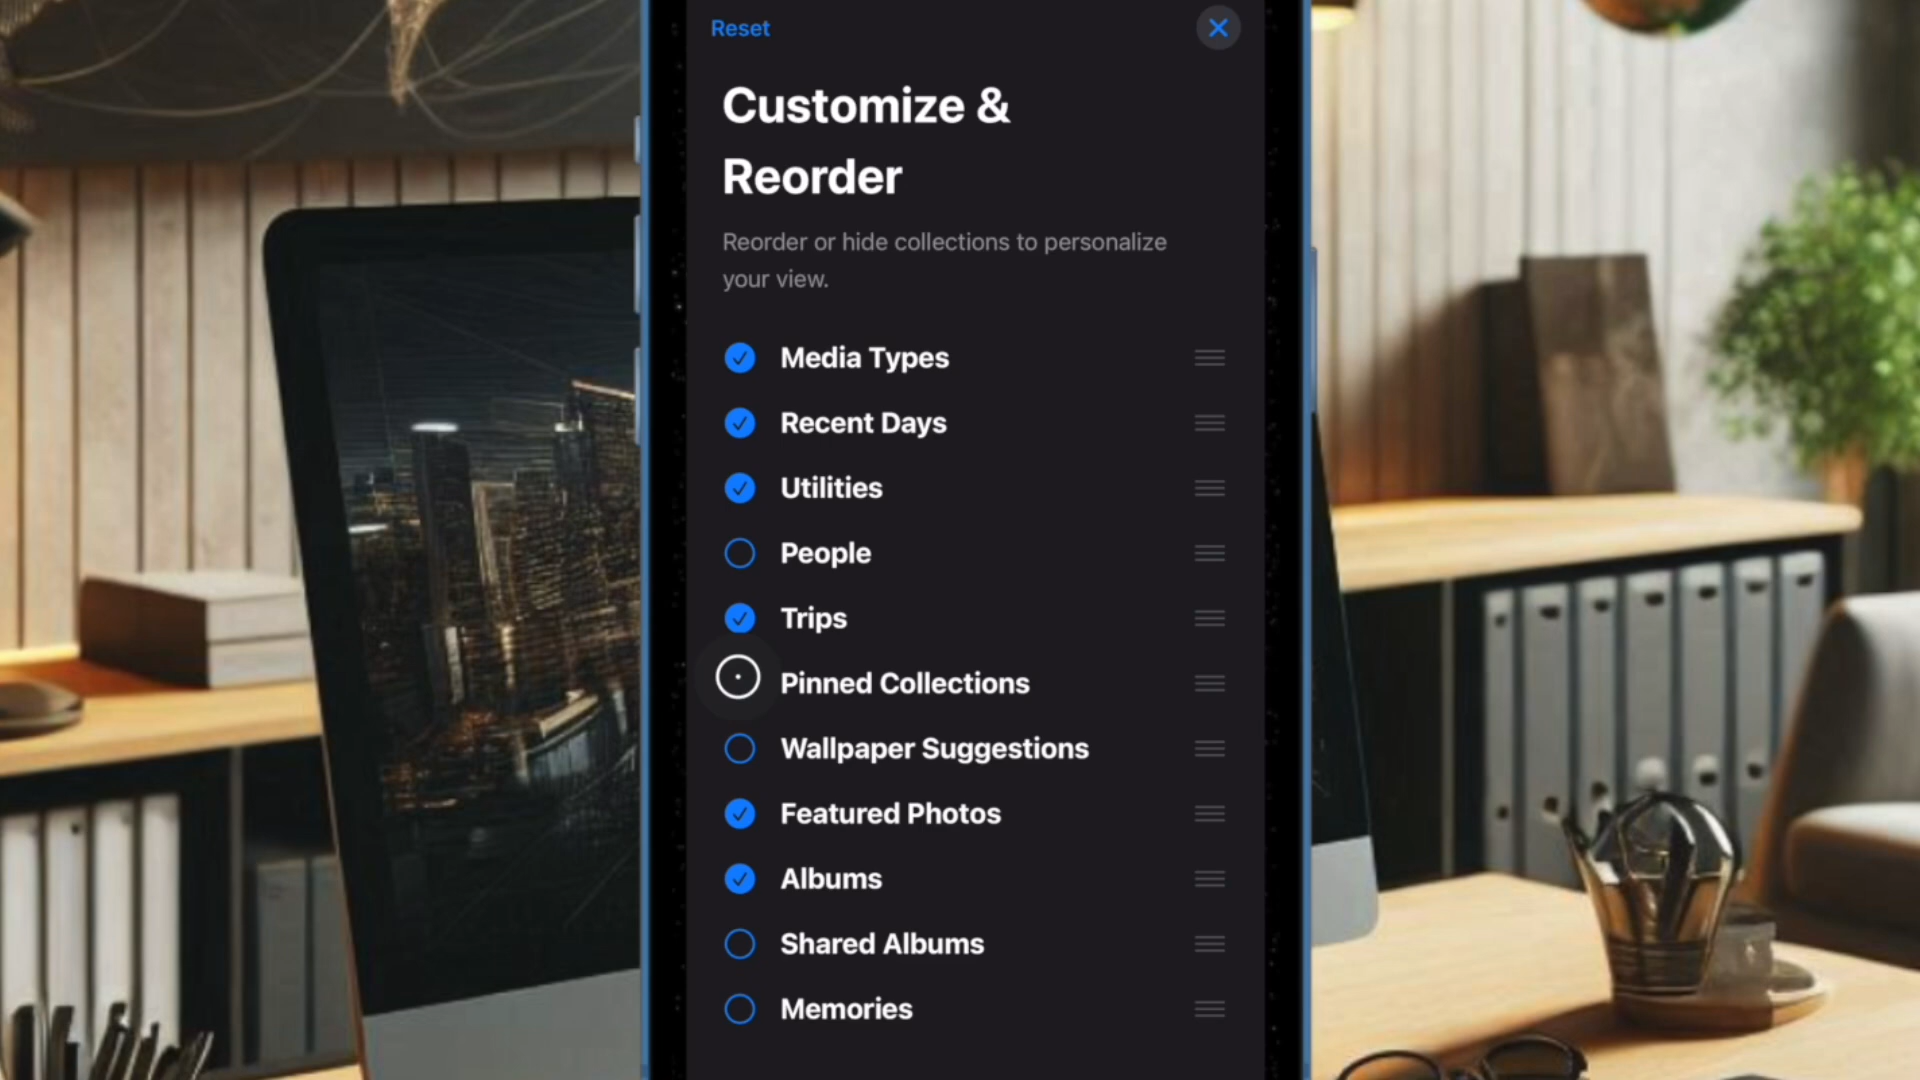 Reset
Customize &
Reorder
Reorder or hide collections to personalize
your view.
Media Types
Recent Days
Utilities
People
Trips
Pinned Collections
Wallpaper Suggestions
Featured Photos
Albums
Shared Albums
Memories